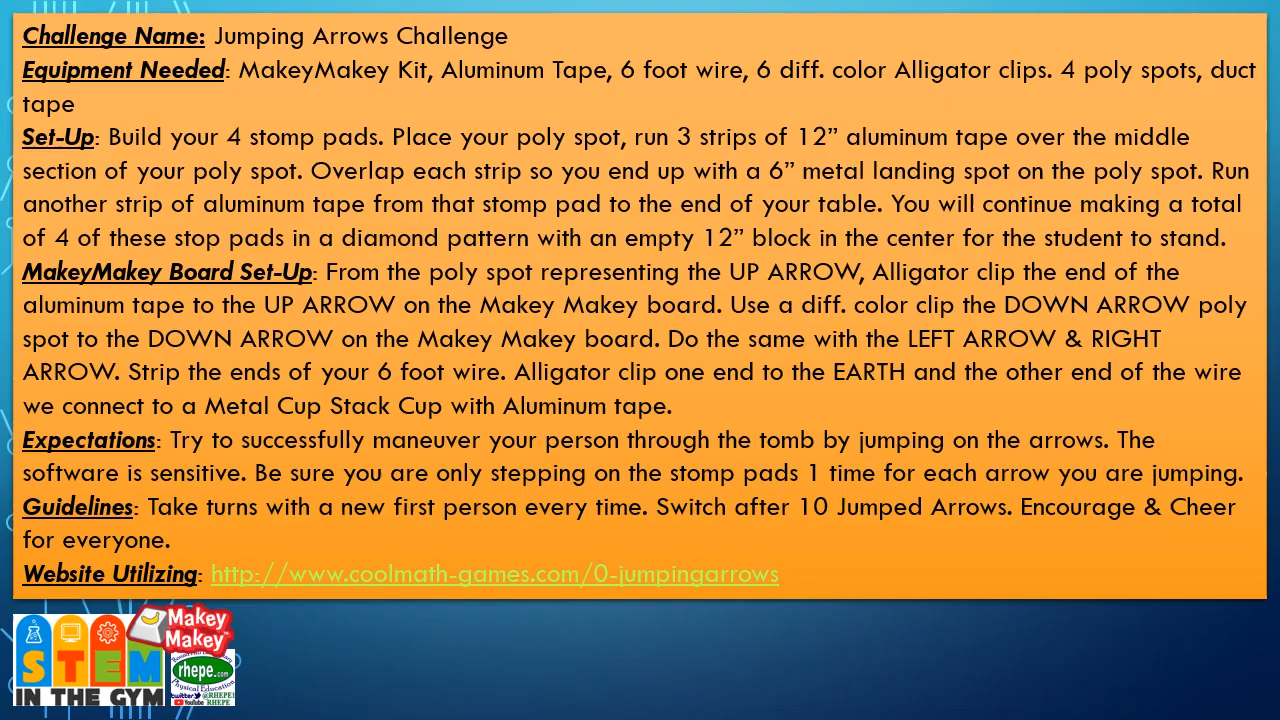 Challenge Name: Jumping Arrows Challenge
Equipment Needed: MakeyMakey Kit, Aluminum Tape, 6 foot wire, 6 diff. color Alligator clips. 4 poly spots, duct
tape
Set-Up: Build your 4 stomp pads. Place your poly spot, run 3 strips of 12” aluminum tape over the middle
section of your poly spot. Overlap each strip so you end up with a 6” metal landing spot on the poly spot. Run
another strip of aluminum tape from that stomp pad to the end of your table. You will continue making a total
of 4 of these stop pads in a diamond pattern with an empty 12” block in the center for the student to stand.
MakeyMakey Board Set-Up: From the poly spot representing the UP ARROW, Alligator clip the end of the
aluminum tape to the UP ARROW on the Makey Makey board. Use a diff. color clip the DOWN ARROW poly
spot to the DOWN ARROW on the Makey Makey board. Do the same with the LEFT ARROW & RIGHT
ARROW. Strip the ends of your 6 foot wire. Alligator clip one end to the EARTH and the other end of the wire
we connect to a Metal Cup Stack Cup with Aluminum tape.
Expectations: Try to successfully maneuver your person through the tomb by jumping on the arrows. The
software is sensitive. Be sure you are only stepping on the stomp pads 1 time for each arrow you are jumping.
Guidelines: Take turns with a new first person every time. Switch after 10 Jumped Arrows. Encourage & Cheer
for everyone.
Website Utilizing: http://www.coolmath-games.com/0-jumpingarrows
Makey
Makey™
STEM
IN THE GYM
rhepe.com
Physical Education
twitter @RHEPE1
YouTube RHEPE